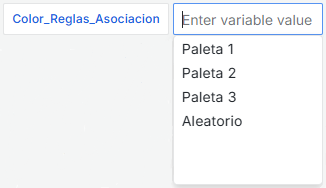 Color_Reglas_Asociacion
Enter variable value
Paleta 1
Paleta 2
Paleta 3
Aleatorio